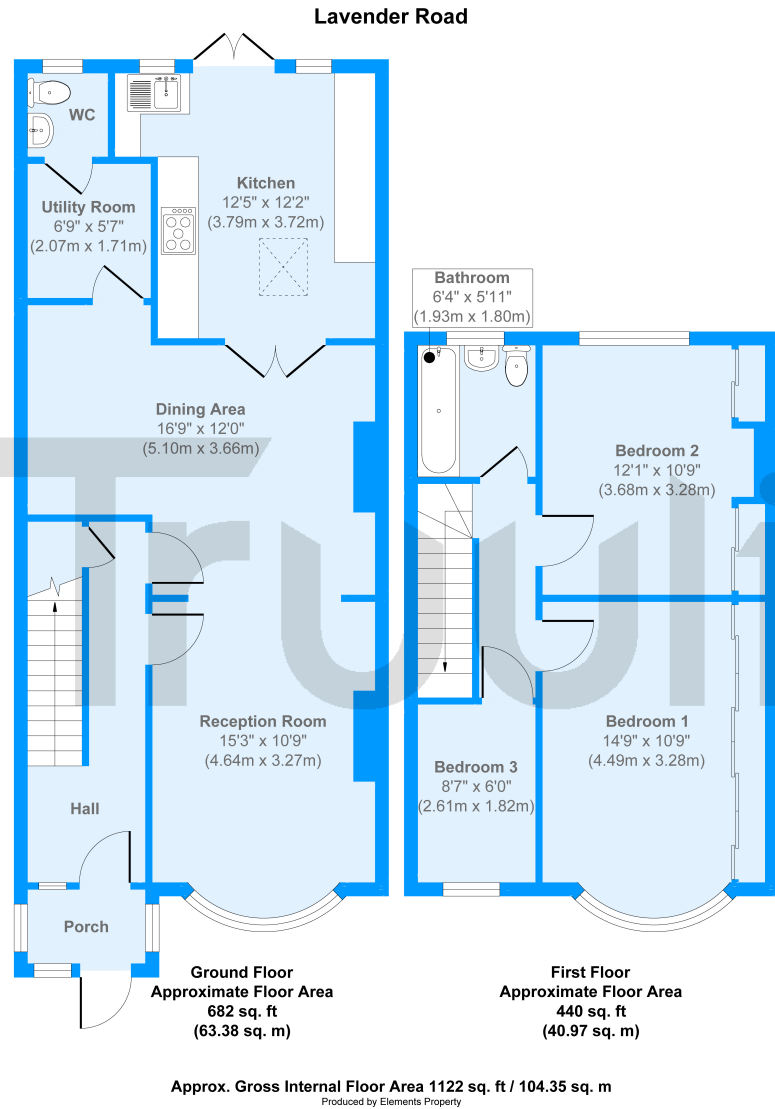 Lavender Road
WC
Kitchen
12'5" x 12'2"
(3.79m x 3.72m)
Utility Room
6'9" x 5'7"
(2.07m x 1.71m)
Dining Area
16'9" x 12'0"
(5.10m x 3.66m)
Reception Room
15'3" x 10'9"
(4.64m x 3.27m)
Hall
Porch
Bathroom
6'4" x 5'11"
(1.93m x 1.80m)
Bedroom 2
12'1" x 10'9"
(3.68m x 3.28m)
Bedroom 1
14'9" x 10'9"
(4.49m x 3.28m)
Bedroom 3
8'7" x 6'0"
(2.61m x 1.82m)
Truuli
Ground Floor
Approximate Floor Area
682 sq. ft
(63.38 sq. m)
First Floor
Approximate Floor Area
440 sq. ft
(40.97 sq. m)
Approx. Gross Internal Floor Area 1122 sq. ft / 104.35 sq. m
Produced by Elements Property